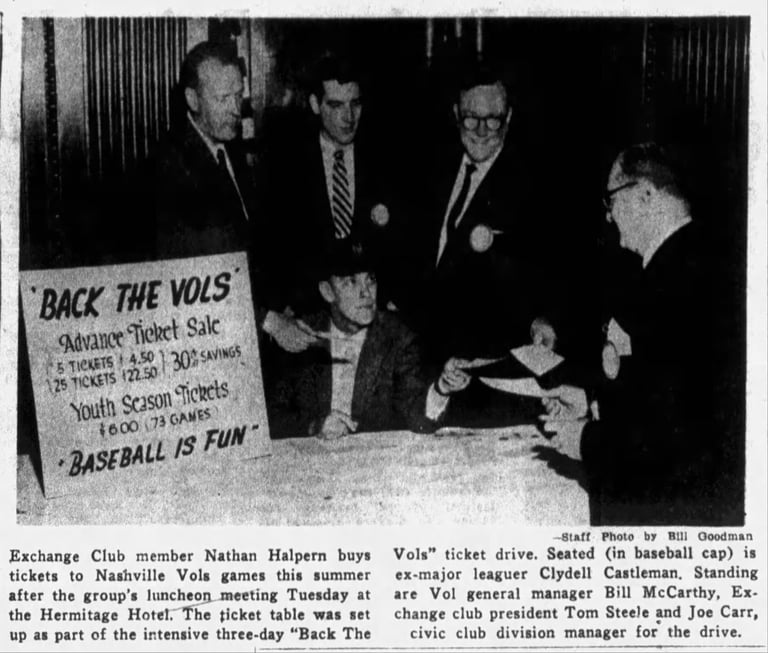 "BACK THE VOLS"
Advance Ticket Sale
5 TICKETS $4.50
25 TICKETS $22.50
30% SAVINGS
Youth Season Tickets
$6.00 (73 GAMES)
"BASEBALL IS FUN"
—Staff Photo by Bill Goodman
Exchange Club member Nathan Halpern buys
tickets to Nashville Vols games this summer
after the group's luncheon meeting Tuesday at
the Hermitage Hotel. The ticket table was set
up as part of the intensive three-day "Back The
Vols" ticket drive. Seated (in baseball cap) is
ex-major leaguer Clydell Castleman. Standing
are Vol general manager Bill McCarthy, Ex-
change club president Tom Steele and Joe Carr,
civic club division manager for the drive.